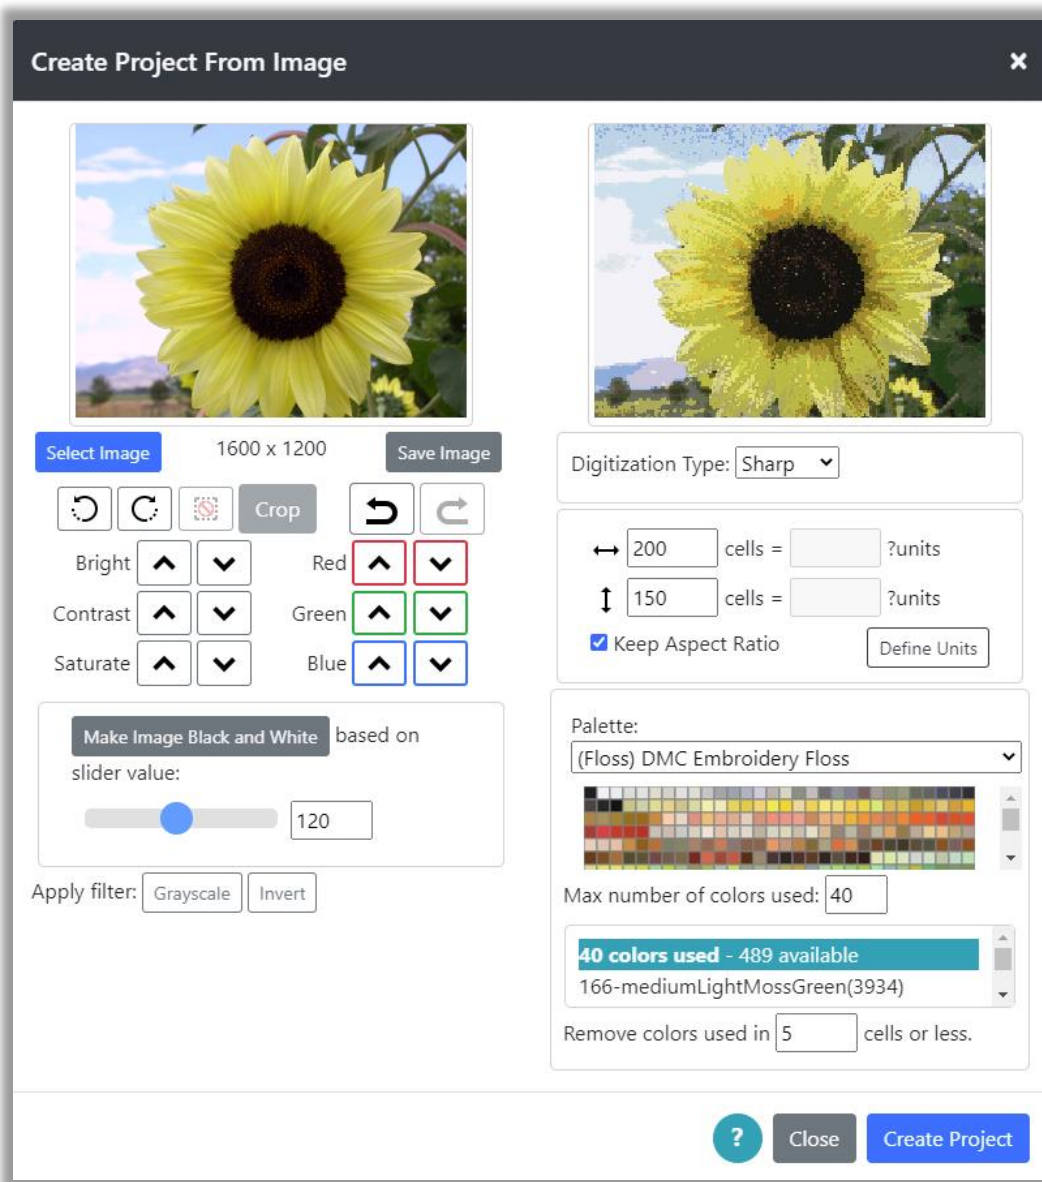 Create Project From Image ×
Select Image 1600 x 1200 Save Image
Crop
Bright Red
Contrast Green
Saturate Blue
Make Image Black and White based on
slider value:
120
Apply filter: Grayscale Invert
Digitization Type: Sharp
200 cells = ?units
150 cells = ?units
Keep Aspect Ratio Define Units
Palette:
(Floss) DMC Embroidery Floss
Max number of colors used: 40
40 colors used - 489 available
166-mediumLightMossGreen(3934)
Remove colors used in 5 cells or less.
? Close Create Project